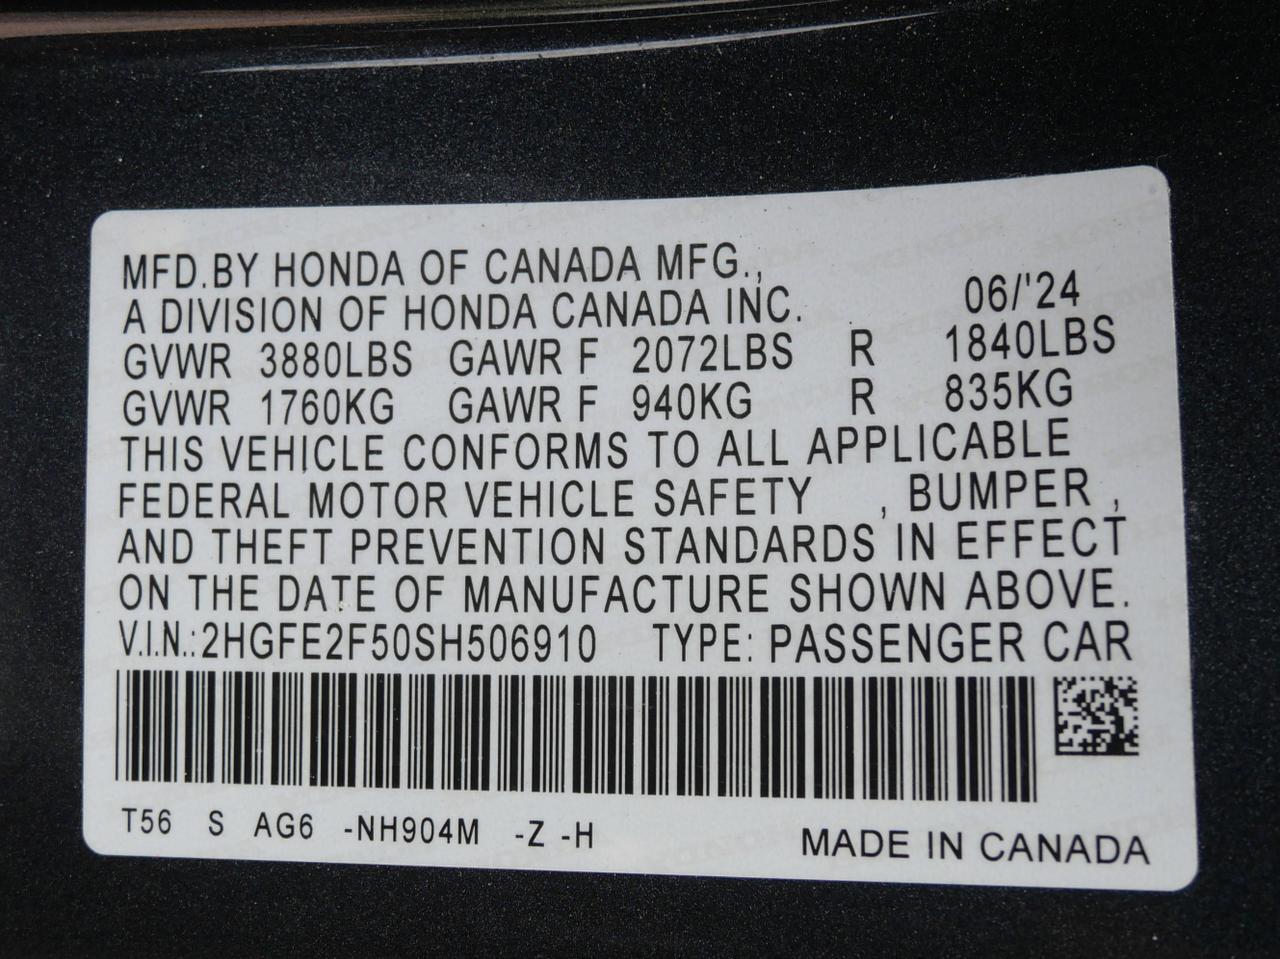 MFD.BY HONDA OF CANADA MFG.,
A DIVISION OF HONDA CANADA INC. 06/'24
GVWR 3880LBS GAWR F 2072LBS R 1840LBS
GVWR 1760KG GAWR F 940KG R 835KG
THIS VEHICLE CONFORMS TO ALL APPLICABLE
FEDERAL MOTOR VEHICLE SAFETY , BUMPER ,
AND THEFT PREVENTION STANDARDS IN EFFECT
ON THE DATE OF MANUFACTURE SHOWN ABOVE.
V.I.N.:2HGFE2F50SH506910 TYPE: PASSENGER CAR
T56 S AG6 -NH904M -Z -H MADE IN CANADA